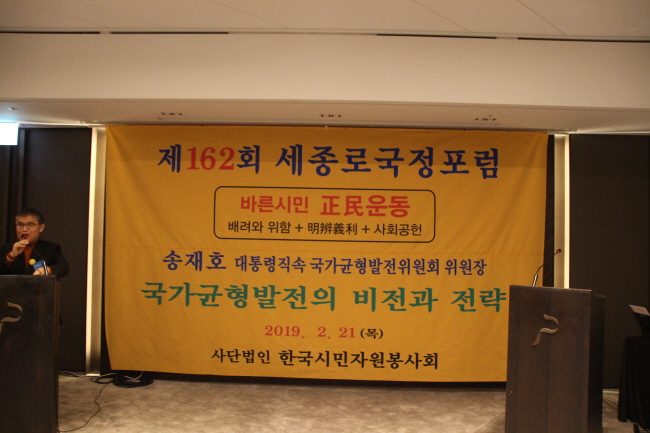 제162회 세종로국정포럼
바른시민 正民운동
배려와 위함 + 明辨義利 + 사회공헌
송재호 대통령직속 국가균형발전위원회 위원장
국가균형발전의 비전과 전략
2019. 2. 21(목)
사단법인 한국시민자원봉사회